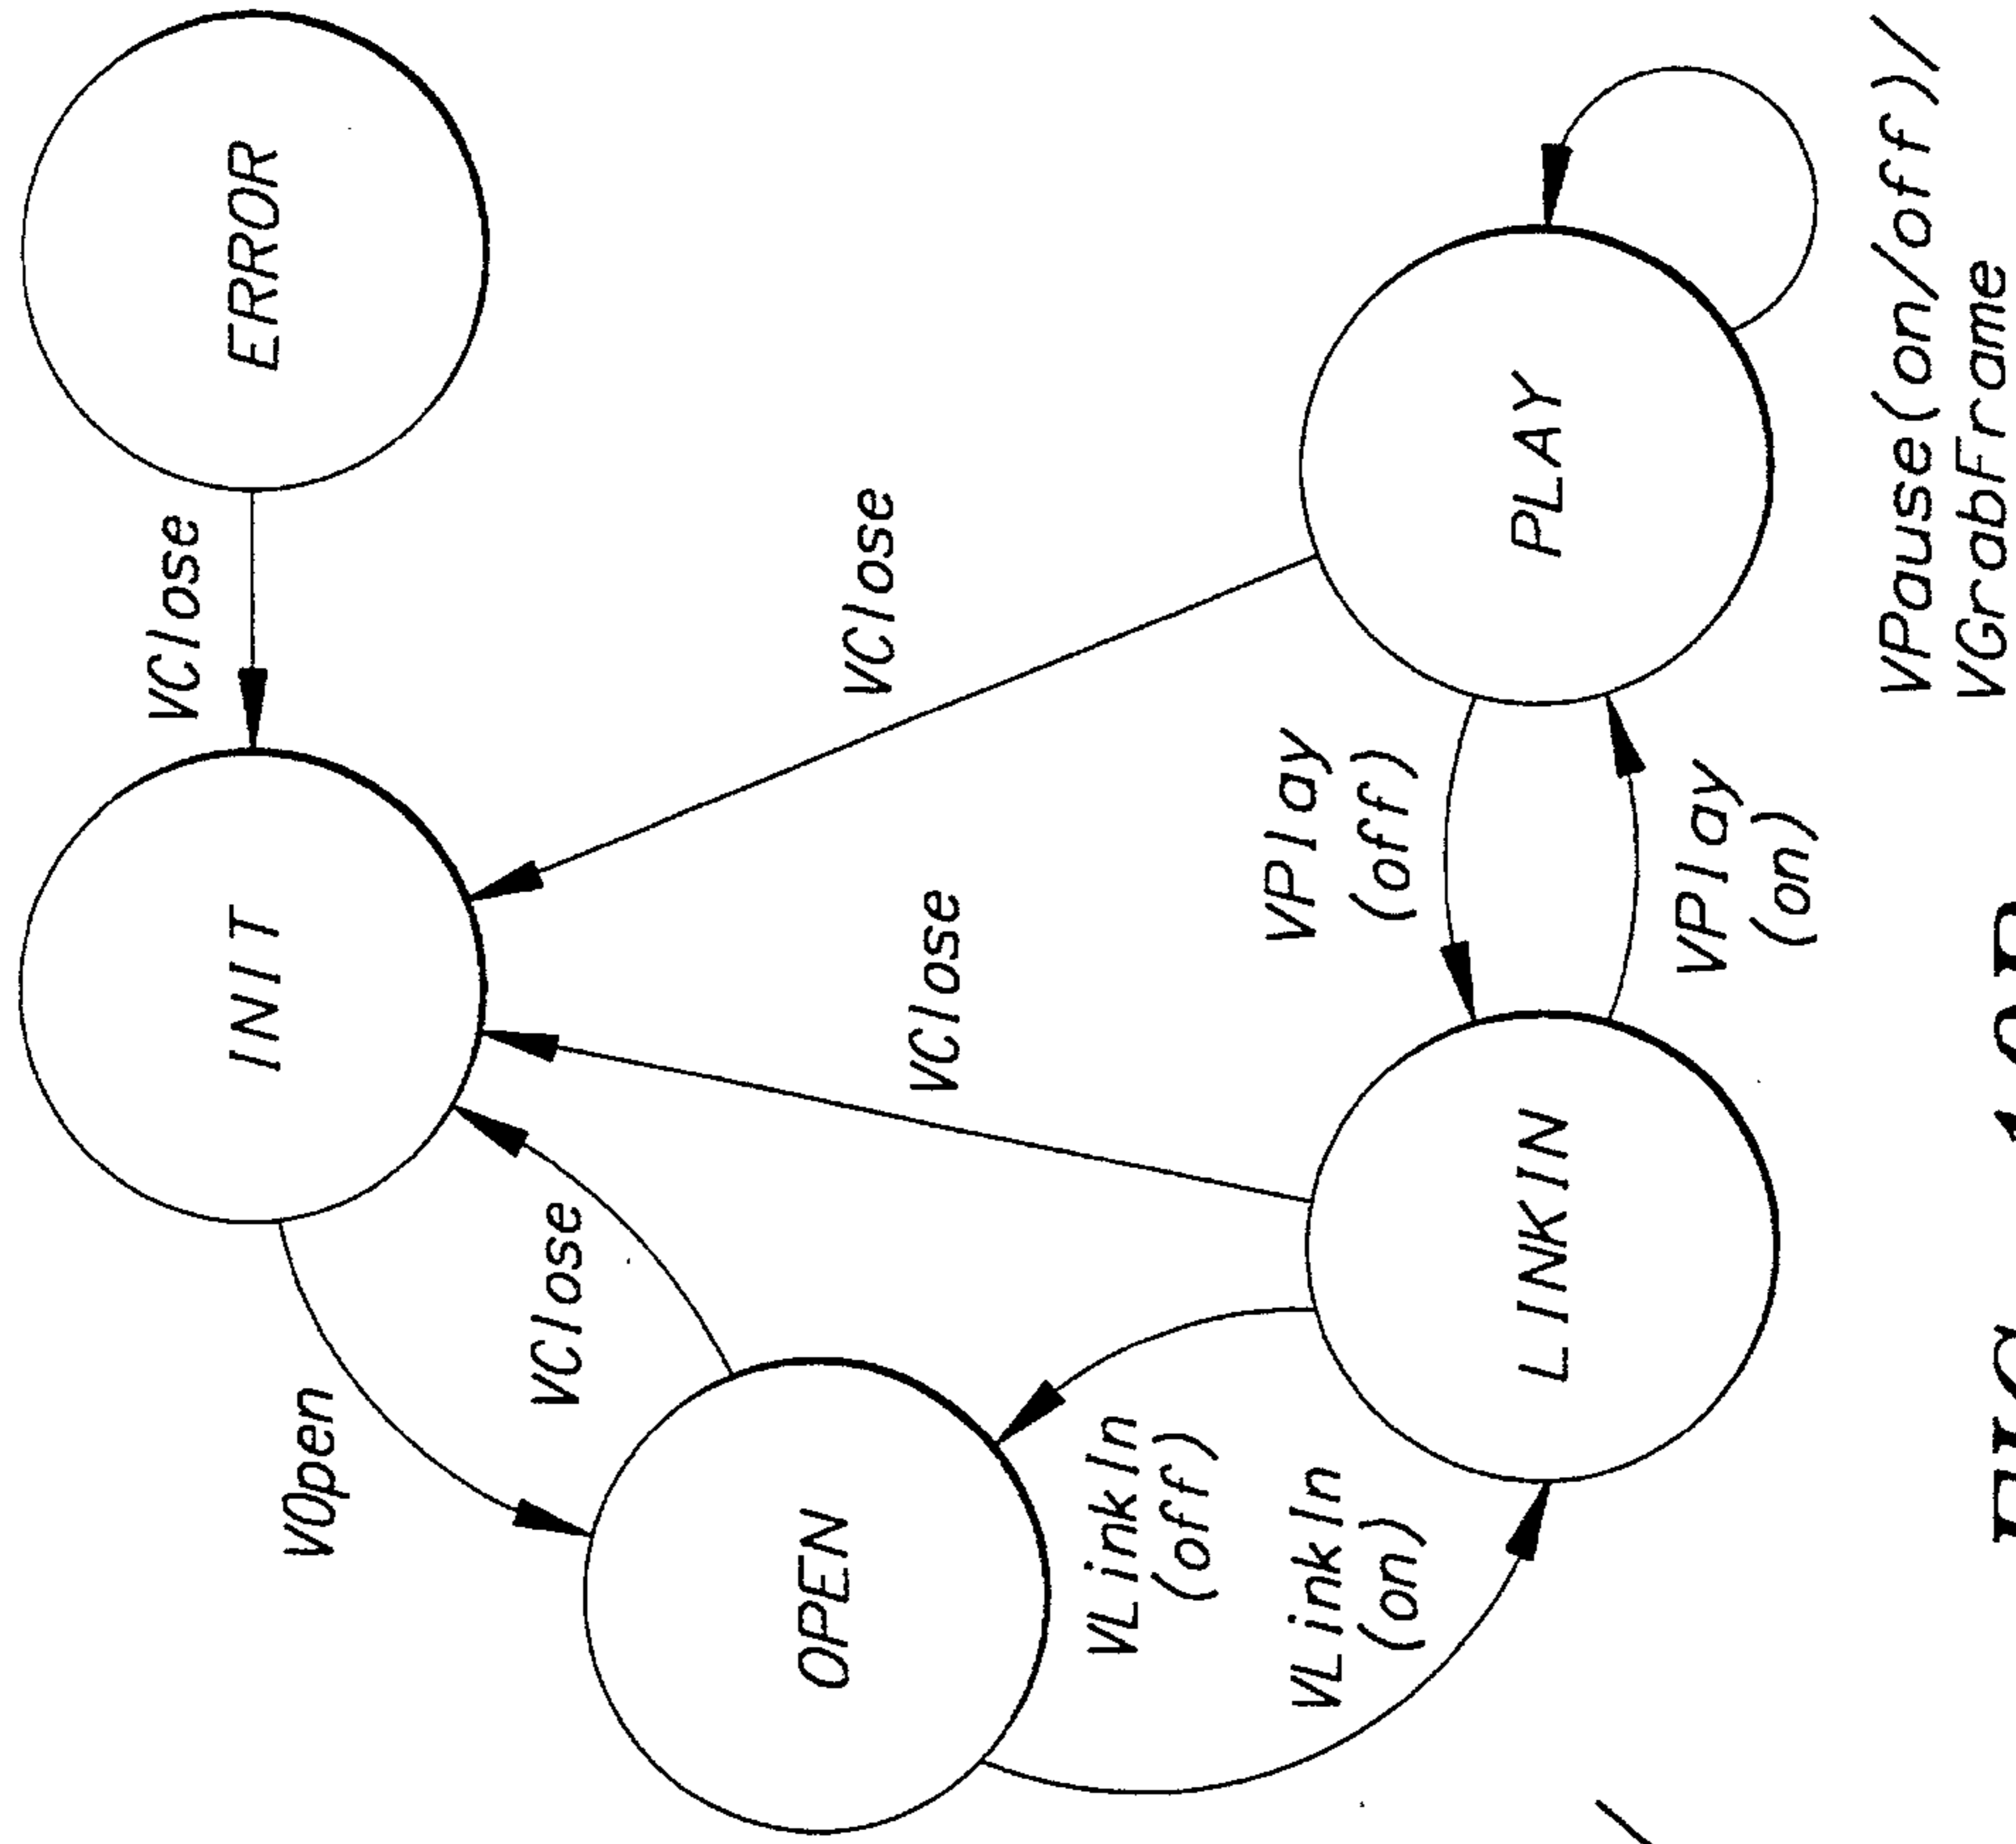 VClose
INIT
ERROR
VOpen
VClose
OPEN
VClose
VClose
VLinkIn
(off)
VPlay
(off)
VLinkIn
(on)
LINKIN
PLAY
VPlay
(on)
VPause(on/off)/
VGrabFrame